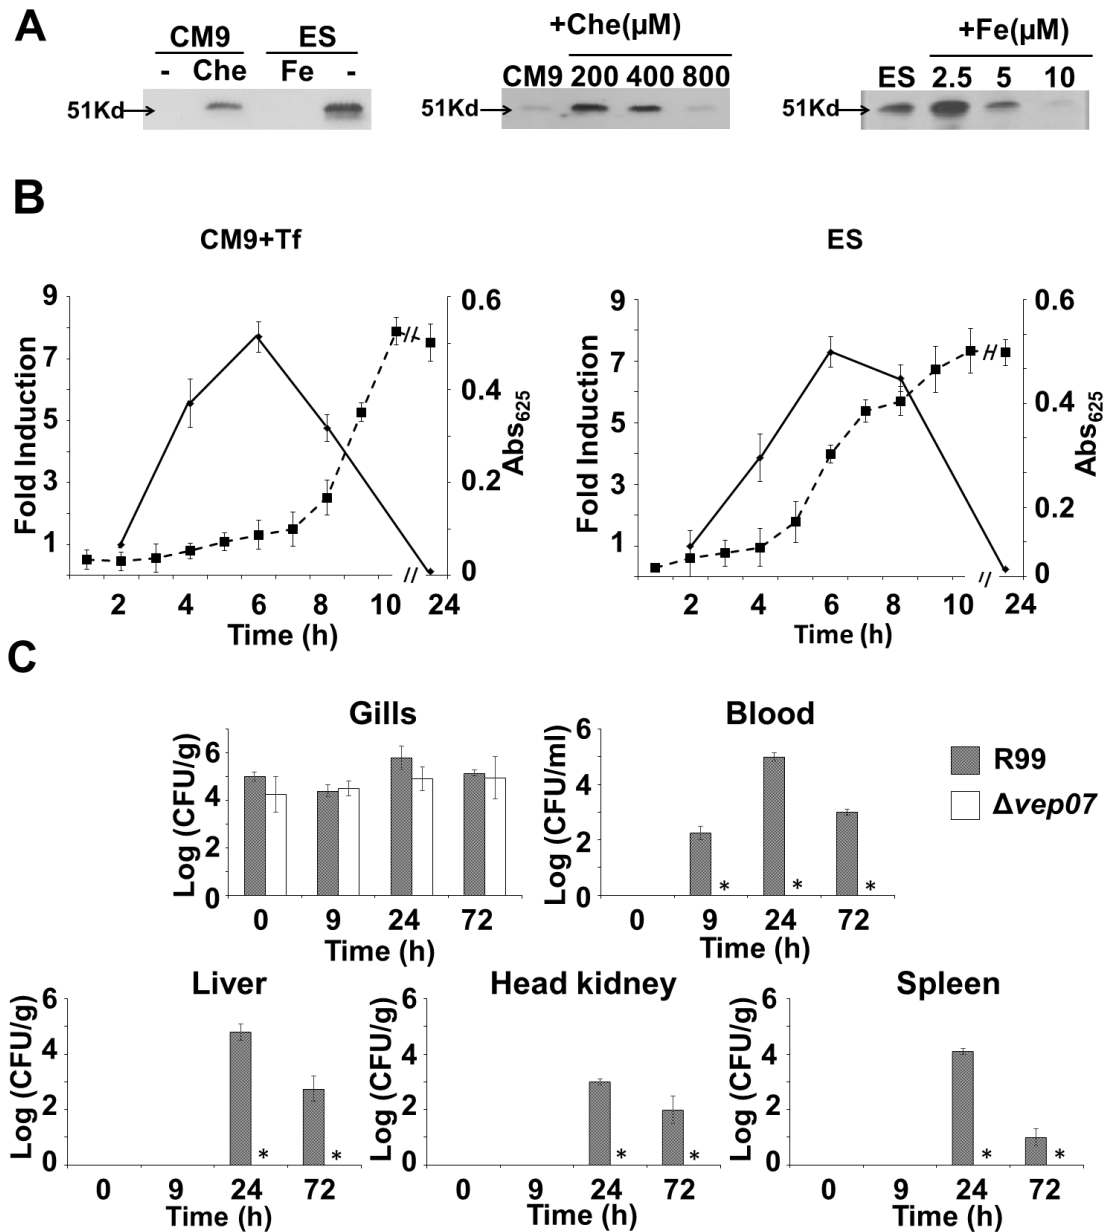 A
CM9 ES
- Che Fe -
51Kd
+Che(µM)
CM9 200 400 800
51Kd
+Fe(µM)
ES 2.5 5 10
51Kd
B
CM9+Tf
9
7
5
3
1
Fold Induction
0.6
0.4
0.2
0
Abs625
2 4 6 8 10 24
Time (h)
ES
9
7
5
3
1
Fold Induction
0.6
0.4
0.2
0
Abs625
2 4 6 8 10 24
Time (h)
C
Gills
6
4
2
0
Log (CFU/g)
0 9 24 72
Time (h)
Blood
6
4
2
0
Log (CFU/ml)
* * *
0 9 24 72
Time (h)
R99
Δvep07
Liver
6
4
2
0
Log (CFU/g)
* *
0 9 24 72
Time (h)
Head kidney
6
4
2
0
Log (CFU/g)
* *
0 9 24 72
Time (h)
Spleen
6
4
2
0
Log (CFU/g)
* *
0 9 24 72
Time (h)